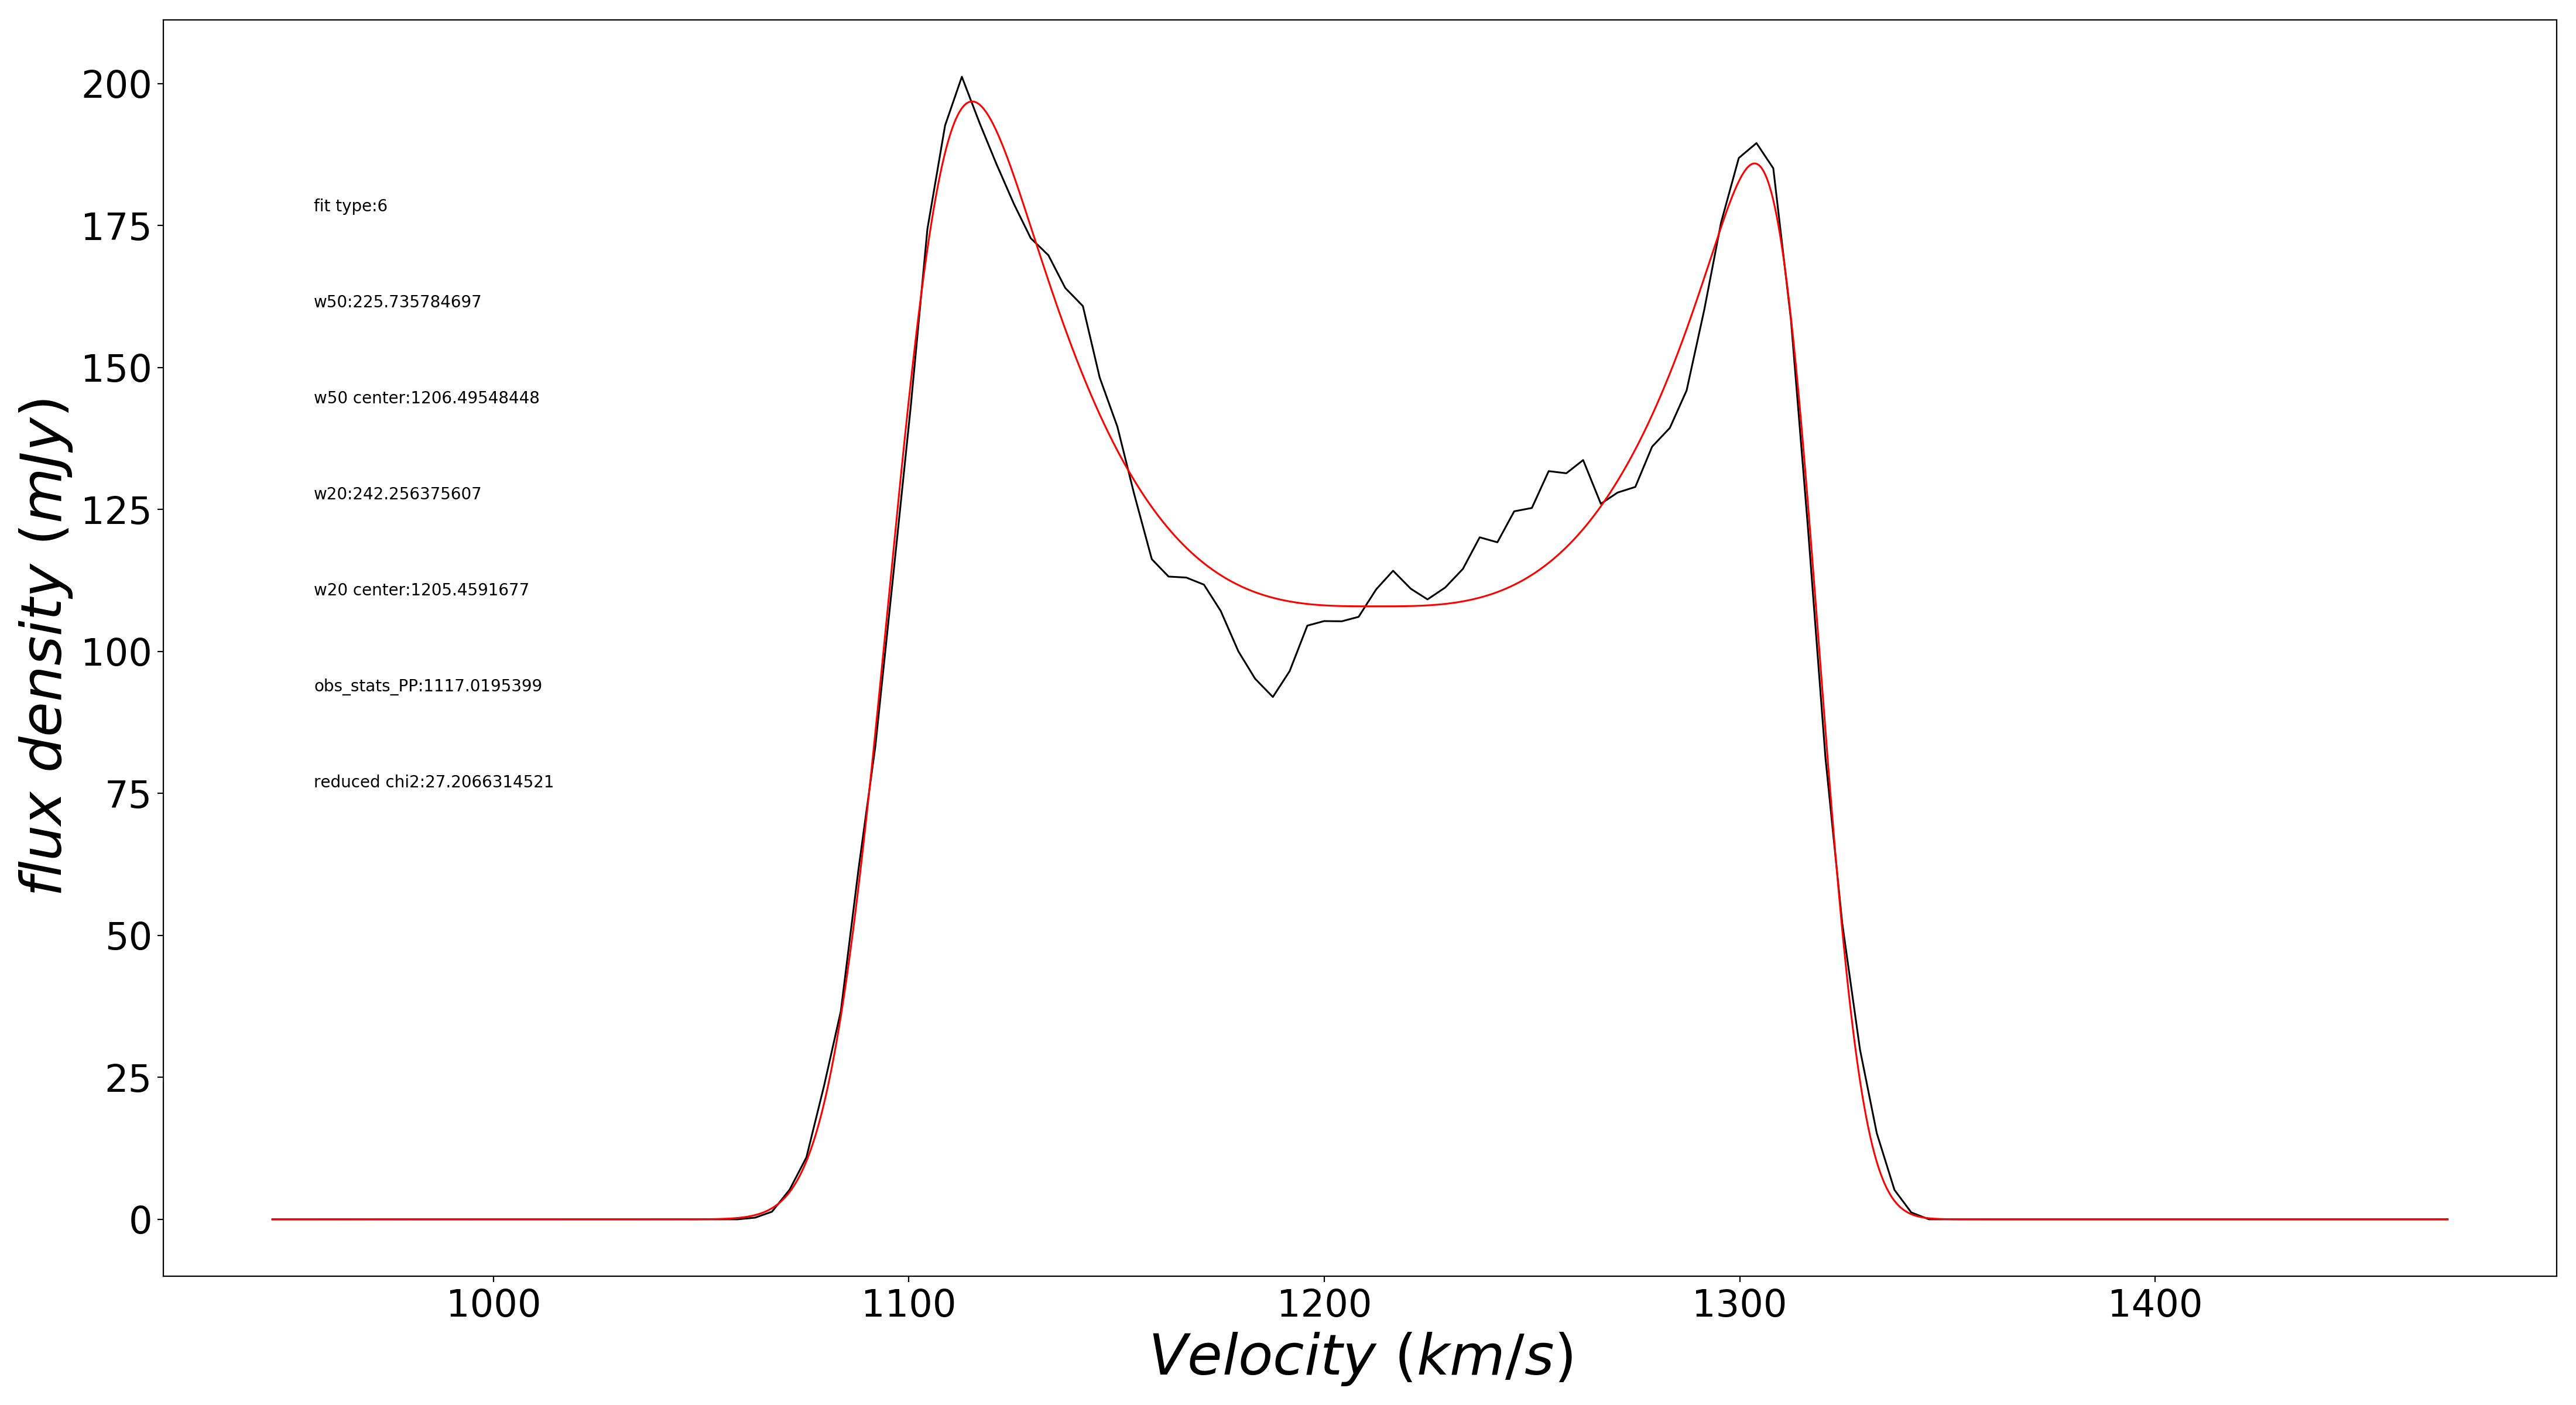 200
175
150
125
100
75
50
25
0
flux density (mJy)
fit type:6
w50:225.735784697
w50 center:1206.49548448
w20:242.256375607
w20 center:1205.4591677
obs_stats_PP:1117.0195399
reduced chi2:27.2066314521
1000 1100 1200 1300 1400
Velocity (km/s)